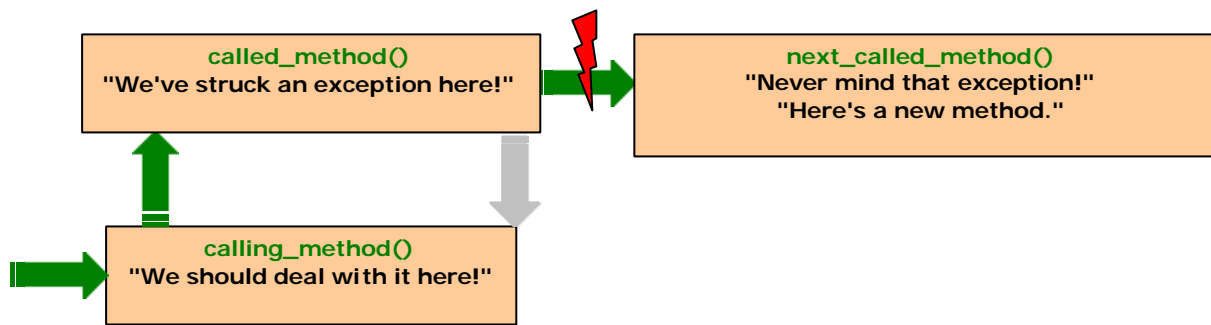 called_method()
"We've struck an exception here!"
next_called_method()
"Never mind that exception!"
"Here's a new method."
calling_method()
"We should deal with it here!"